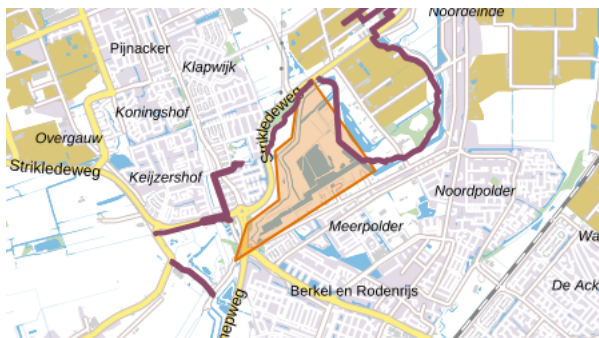 Noordeinde
Pijnacker
Klapwijk
Strikledeweg
Koningshof
Overgauw
Strikledeweg
Keijzershof
Noordpolder
Meerpolder
Wa
Berkel en Rodenrijs
De Ack
nepweg